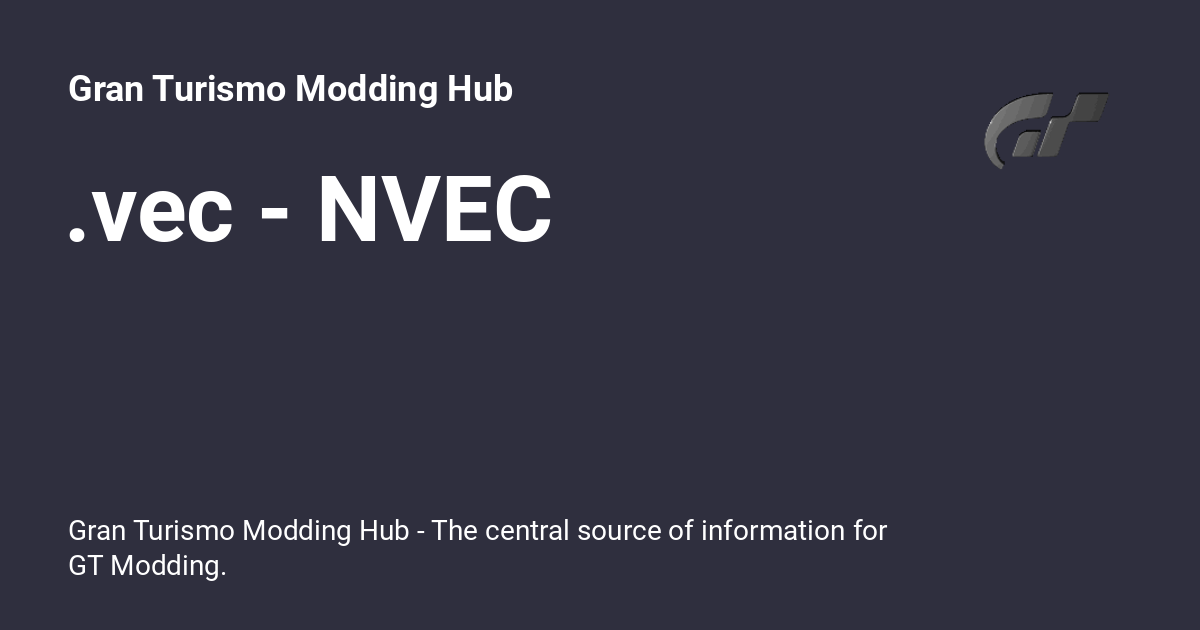 Gran Turismo Modding Hub
.vec - NVEC
Gran Turismo Modding Hub - The central source of information for
GT Modding.